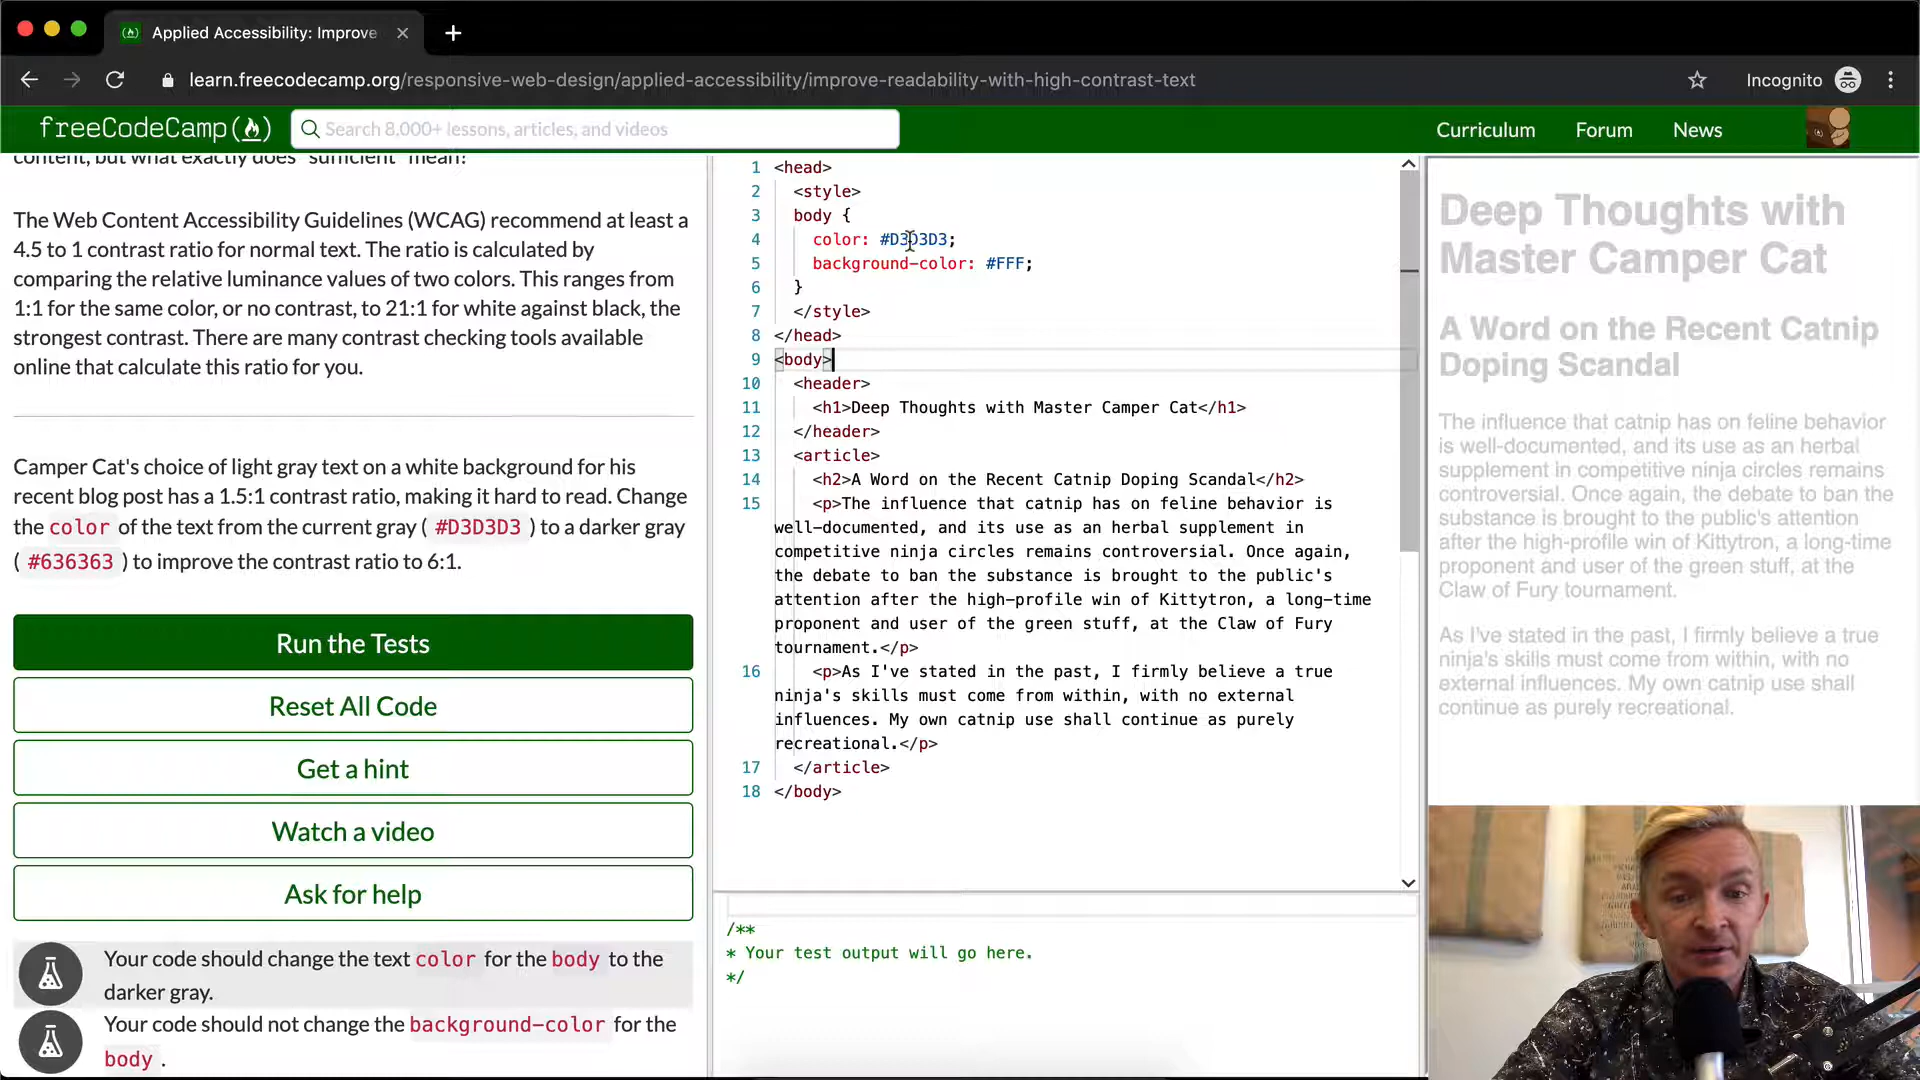 Applied Accessibility: Improve
learn.freecodecamp.org/responsive-web-design/applied-accessibility/improve-readability-with-high-contrast-text
Incognito
freeCodeCamp
Search 8,000+ lessons, articles, and videos
Curriculum
Forum
News
content, but what exactly does "sufficient" mean?
The Web Content Accessibility Guidelines (WCAG) recommend at least a
4.5 to 1 contrast ratio for normal text. The ratio is calculated by
comparing the relative luminance values of two colors. This ranges from
1:1 for the same color, or no contrast, to 21:1 for white against black, the
strongest contrast. There are many contrast checking tools available
online that calculate this ratio for you.
Camper Cat's choice of light gray text on a white background for his
recent blog post has a 1.5:1 contrast ratio, making it hard to read. Change
the color of the text from the current gray ( #D3D3D3 ) to a darker gray
( #636363 ) to improve the contrast ratio to 6:1.
Run the Tests
Reset All Code
Get a hint
Watch a video
Ask for help
Your code should change the text color for the body to the
darker gray.
Your code should not change the background-color for the
body .
1 <head>
2 <style>
3 body {
4 color: #D3D3D3;
5 background-color: #FFF;
6 }
7 </style>
8 </head>
9 <body>
10 <header>
11 <h1>Deep Thoughts with Master Camper Cat</h1>
12 </header>
13 <article>
14 <h2>A Word on the Recent Catnip Doping Scandal</h2>
15 <p>The influence that catnip has on feline behavior is
well-documented, and its use as an herbal supplement in
competitive ninja circles remains controversial. Once again,
the debate to ban the substance is brought to the public's
attention after the high-profile win of Kittytron, a long-time
proponent and user of the green stuff, at the Claw of Fury
tournament.</p>
16 <p>As I've stated in the past, I firmly believe a true
ninja's skills must come from within, with no external
influences. My own catnip use shall continue as purely
recreational.</p>
17 </article>
18 </body>
/**
* Your test output will go here.
*/
Deep Thoughts with
Master Camper Cat
A Word on the Recent Catnip
Doping Scandal
The influence that catnip has on feline behavior
is well-documented, and its use as an herbal
supplement in competitive ninja circles remains
controversial. Once again, the debate to ban the
substance is brought to the public's attention
after the high-profile win of Kittytron, a long-time
proponent and user of the green stuff, at the
Claw of Fury tournament.
As I've stated in the past, I firmly believe a true
ninja's skills must come from within, with no
external influences. My own catnip use shall
continue as purely recreational.